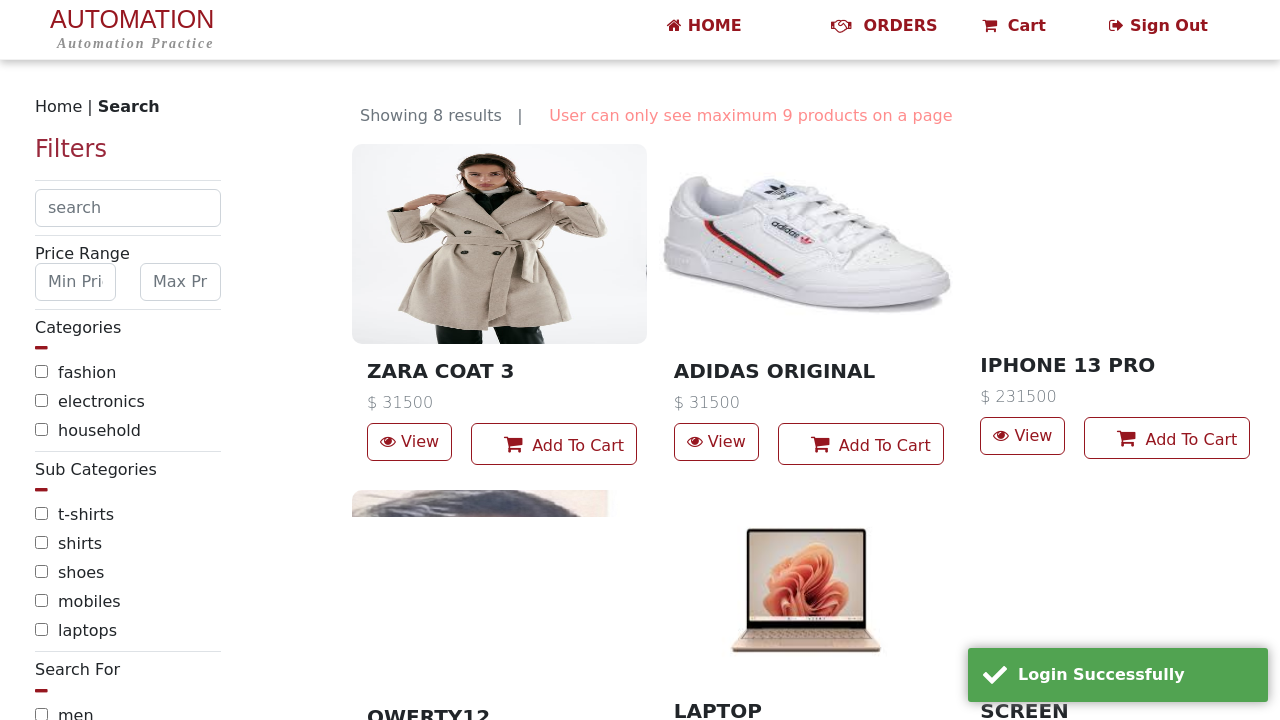 AUTOMATION
Automation Practice
HOME
ORDERS
Cart
Sign Out
Home | Search
Showing 8 results | User can only see maximum 9 products on a page
Filters
search
Price Range
Min Pri
Max Pr
Categories
fashion
electronics
household
Sub Categories
t-shirts
shirts
shoes
mobiles
laptops
Search For
men
adidas
ZARA COAT 3
$ 31500
View
Add To Cart
ADIDAS ORIGINAL
$ 31500
View
Add To Cart
IPHONE 13 PRO
$ 231500
View
Add To Cart
QWERTY12
LAPTOP
SCREEN
Login Successfully